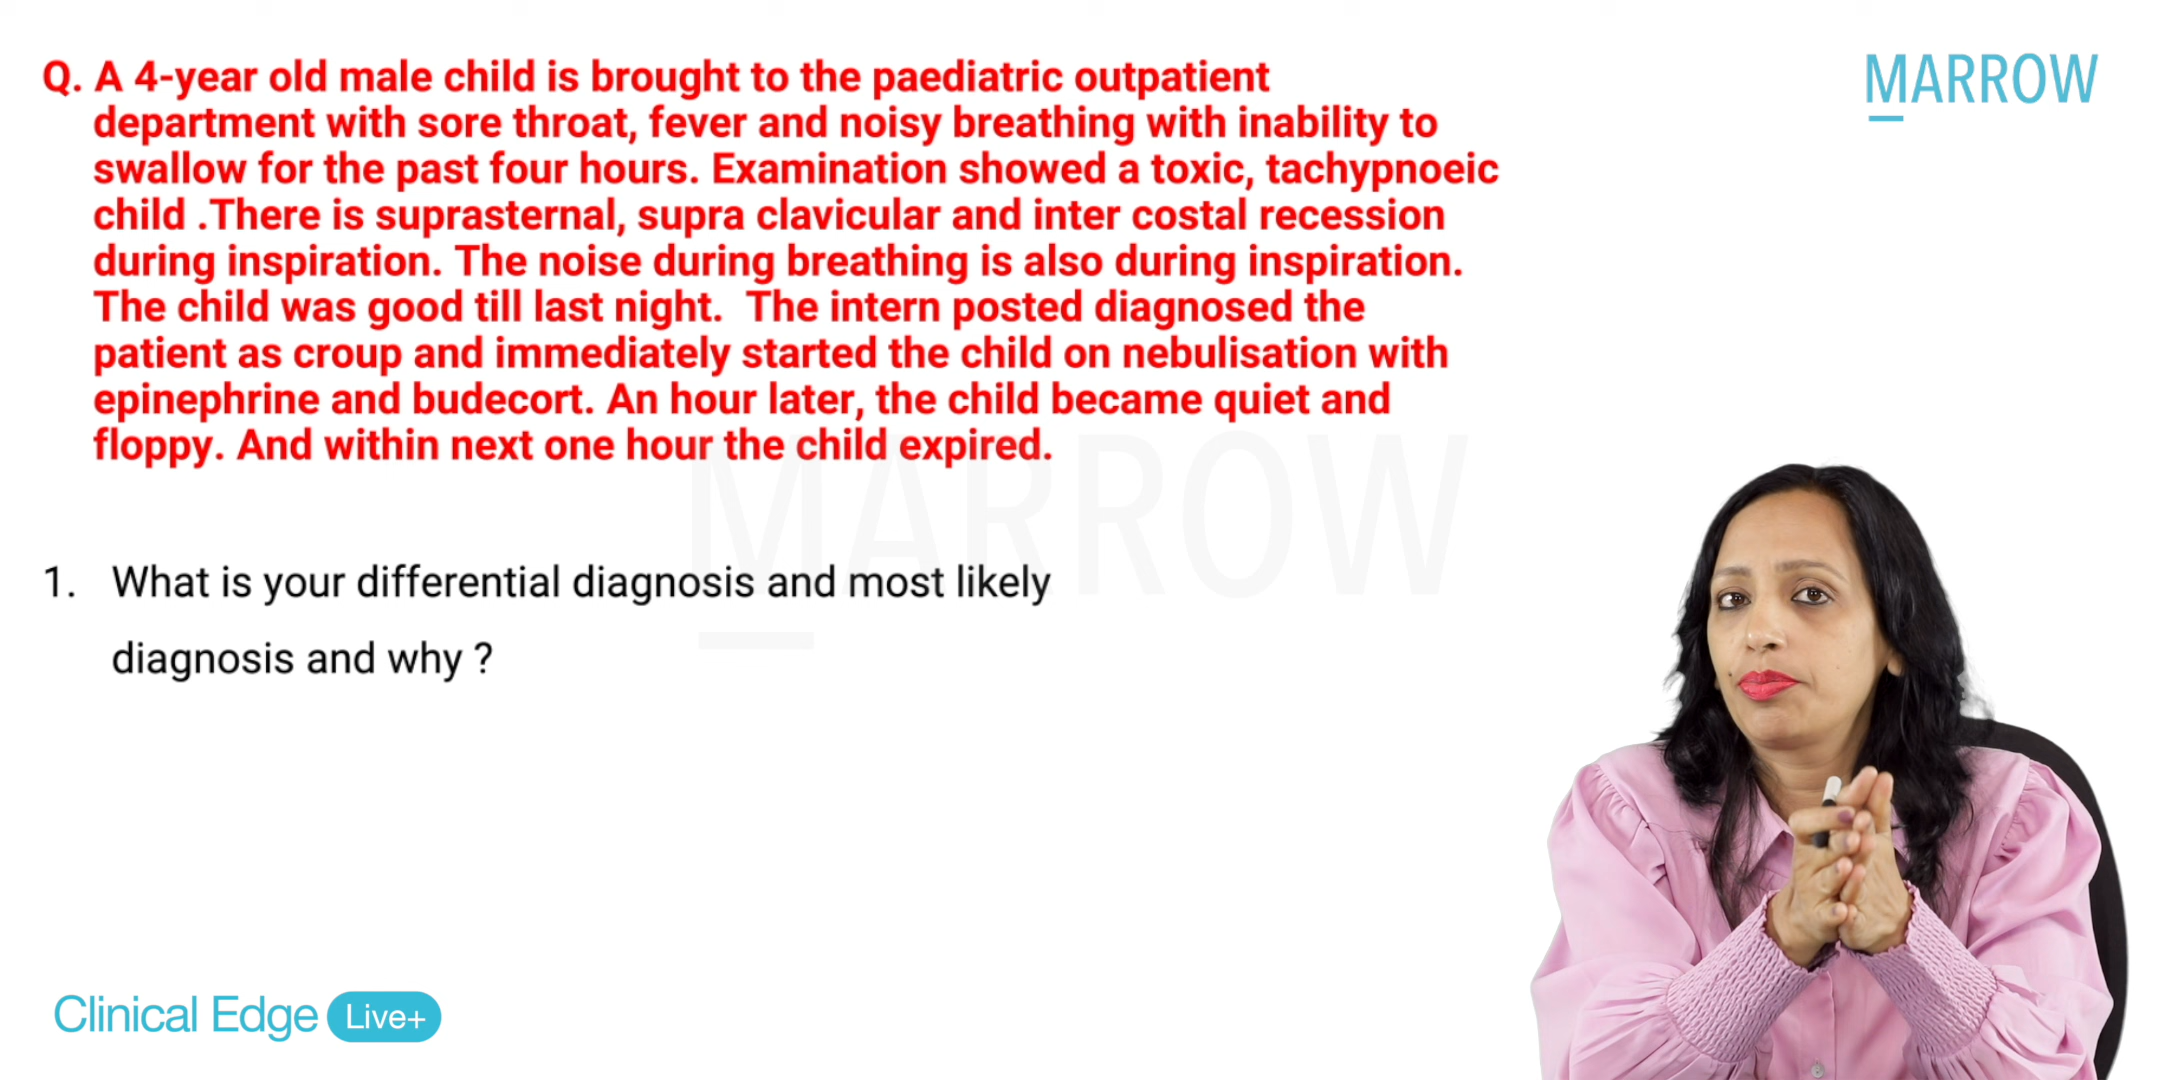 MARROW
Q. A 4-year old male child is brought to the paediatric outpatient
department with sore throat, fever and noisy breathing with inability to
swallow for the past four hours. Examination showed a toxic, tachypnoeic
child .There is suprasternal, supra clavicular and inter costal recession
during inspiration. The noise during breathing is also during inspiration.
The child was good till last night. The intern posted diagnosed the
patient as croup and immediately started the child on nebulisation with
epinephrine and budecort. An hour later, the child became quiet and
floppy. And within next one hour the child expired.
MARROW
1. What is your differential diagnosis and most likely
diagnosis and why ?
Clinical Edge Live+